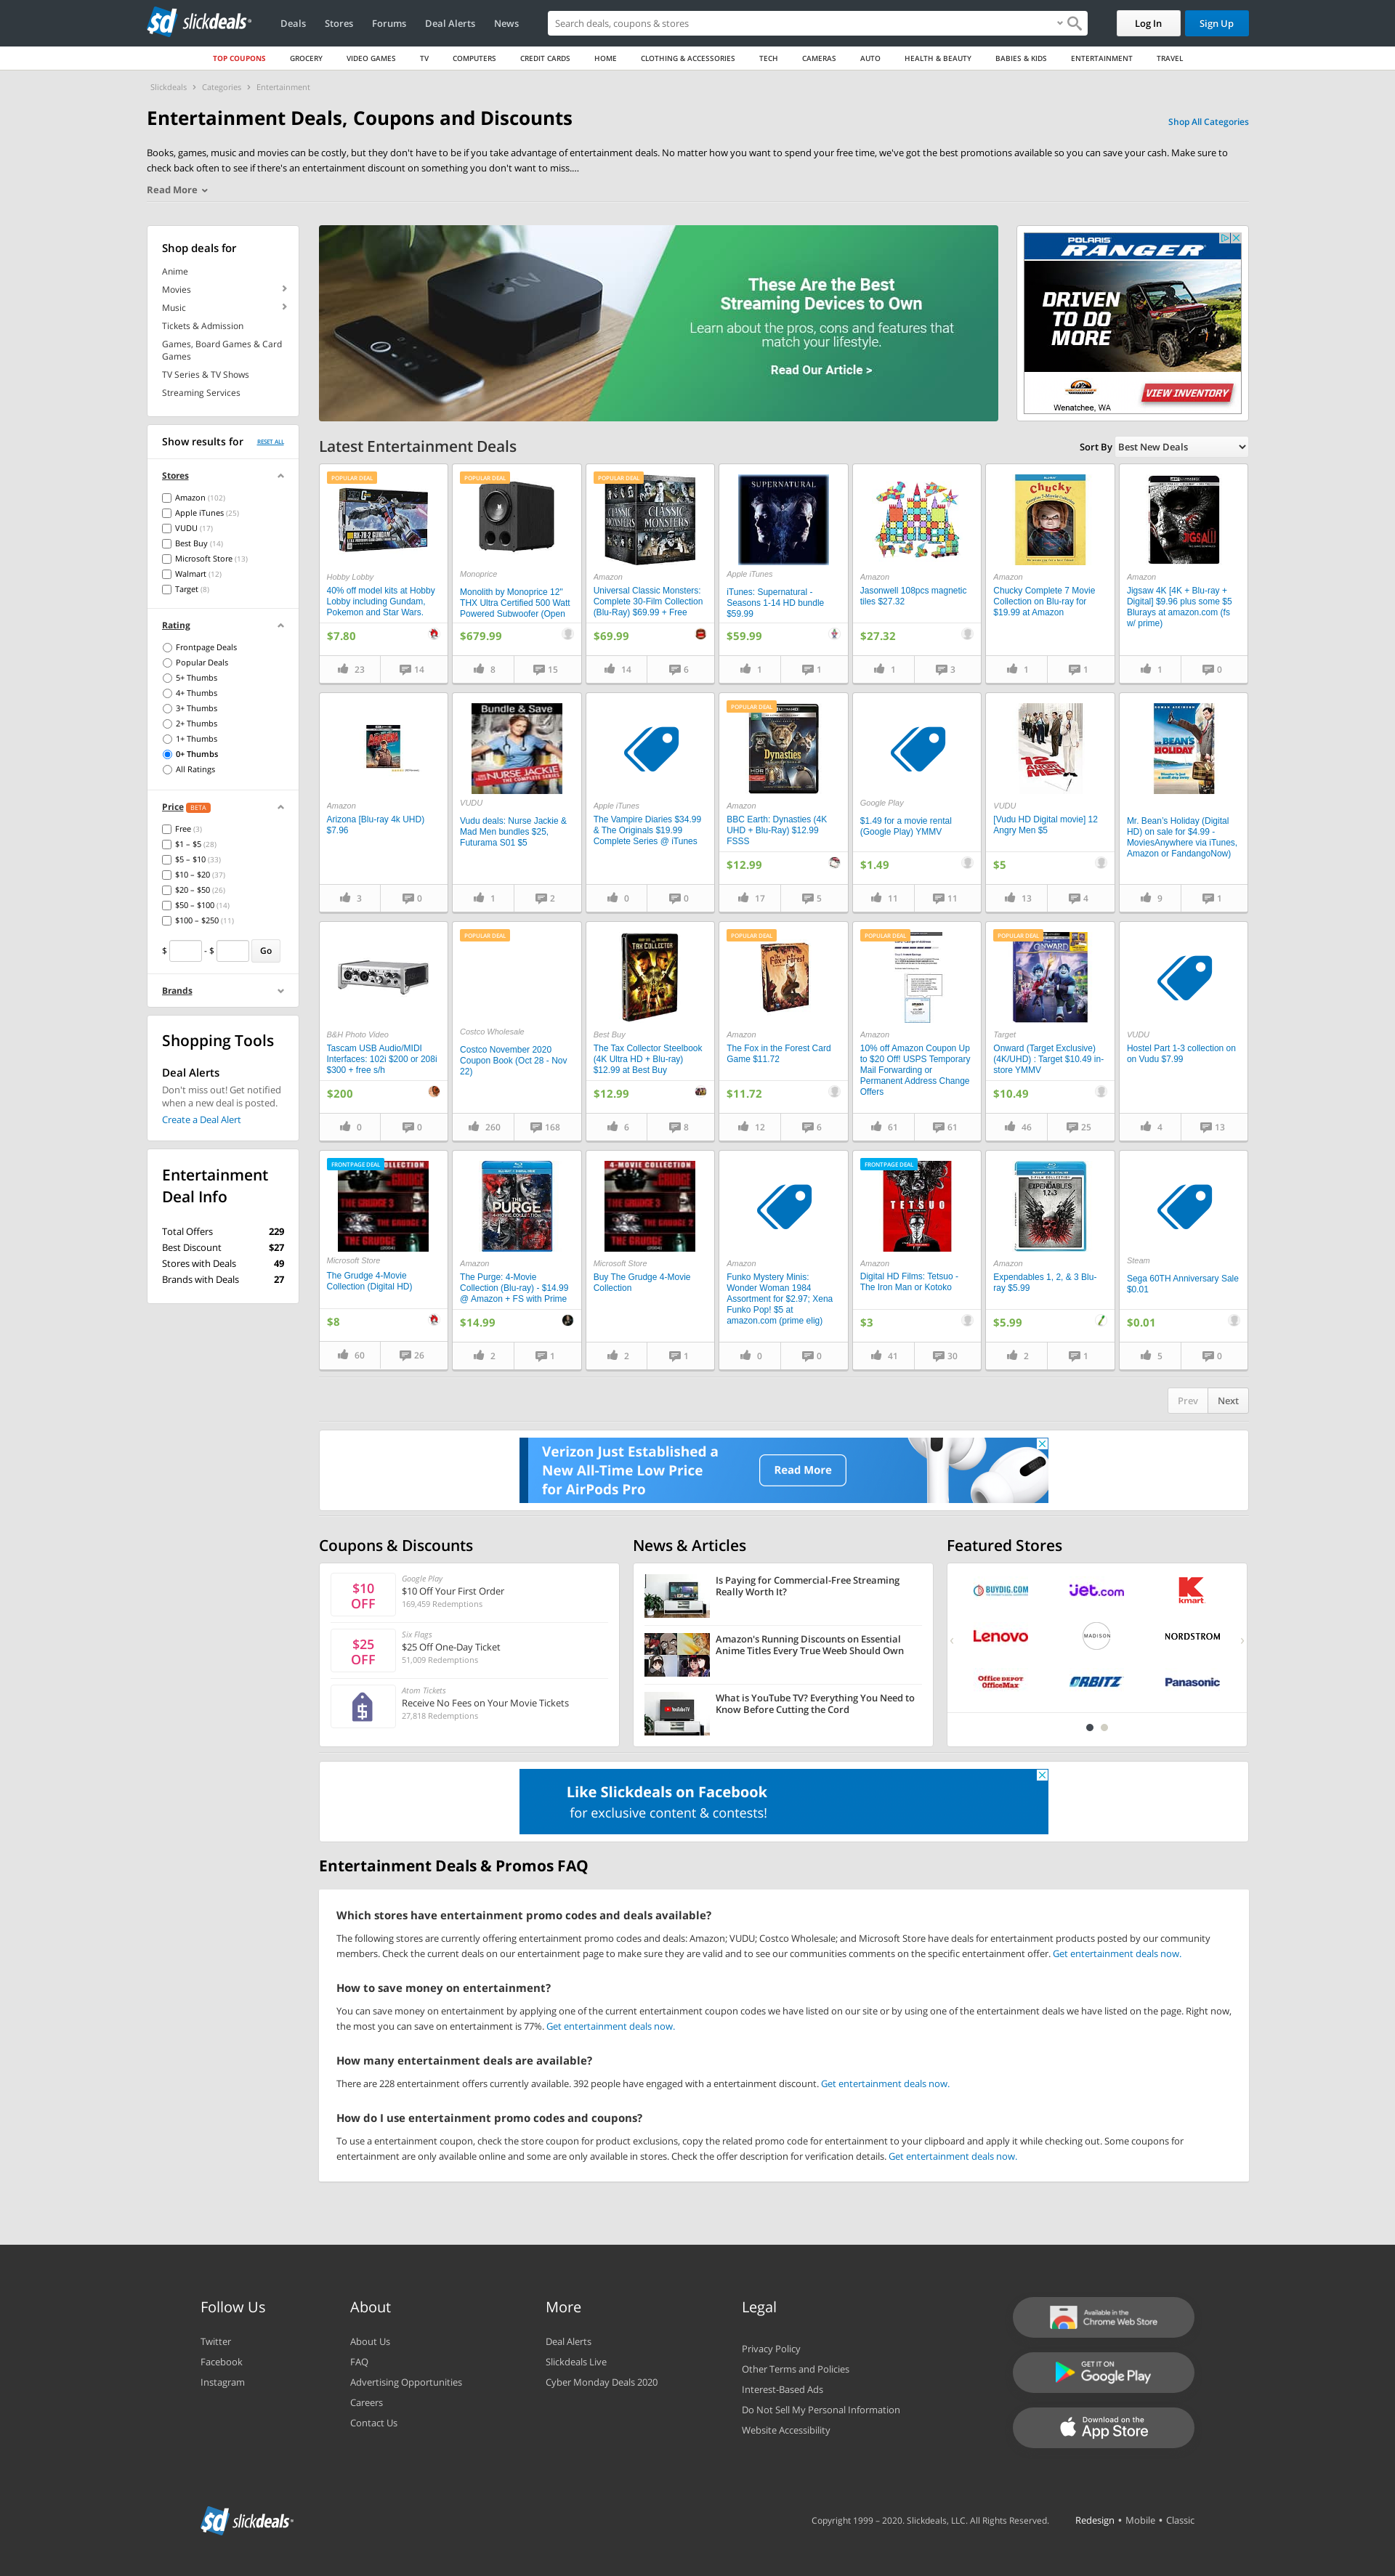 slickdeals
Deals
Stores
Forums
Deal Alerts
News
Search deals, coupons & stores
Log In
Sign Up
TOP COUPONS
GROCERY
VIDEO GAMES
TV
COMPUTERS
CREDIT CARDS
HOME
CLOTHING & ACCESSORIES
TECH
CAMERAS
AUTO
HEALTH & BEAUTY
BABIES & KIDS
ENTERTAINMENT
TRAVEL
Slickdeals › Categories › Entertainment
Entertainment Deals, Coupons and Discounts
Shop All Categories
Books, games, music and movies can be costly, but they don't have to be if you take advantage of entertainment deals. No matter how you want to spend your free time, we've got the best promotions available so you can save your cash. Make sure to
check back often to see if there's an entertainment discount on something you don't want to miss....
Read More
Shop deals for
Anime
Movies
Music
Tickets & Admission
Games, Board Games & Card
Games
TV Series & TV Shows
Streaming Services
These Are the Best
Streaming Devices to Own
Learn about the pros, cons and features that
match your lifestyle.
Read Our Article >
POLARIS
RANGER
DRIVEN
TO DO
MORE
VIEW INVENTORY
Wenatchee, WA
Show results for
RESET ALL
Stores
Amazon (102)
Apple iTunes (25)
VUDU (17)
Best Buy (14)
Microsoft Store (13)
Walmart (12)
Target (8)
Rating
Frontpage Deals
Popular Deals
5+ Thumbs
4+ Thumbs
3+ Thumbs
2+ Thumbs
1+ Thumbs
0+ Thumbs
All Ratings
Price BETA
Free (3)
$1 – $5 (28)
$5 – $10 (33)
$10 – $20 (37)
$20 – $50 (26)
$50 – $100 (14)
$100 – $250 (11)
$ - $ Go
Brands
Shopping Tools
Deal Alerts
Don't miss out! Get notified
when a new deal is posted.
Create a Deal Alert
Entertainment
Deal Info
Total Offers 229
Best Discount $27
Stores with Deals 49
Brands with Deals 27
Latest Entertainment Deals
Sort By Best New Deals
POPULAR DEAL
Hobby Lobby
40% off model kits at Hobby
Lobby including Gundam,
Pokemon and Star Wars.
$7.80
23 14
POPULAR DEAL
Monoprice
Monolith by Monoprice 12"
THX Ultra Certified 500 Watt
Powered Subwoofer (Open
$679.99
8 15
POPULAR DEAL
CLASSIC
MONSTERS
Amazon
Universal Classic Monsters:
Complete 30-Film Collection
(Blu-Ray) $69.99 + Free
$69.99
14 6
SUPERNATURAL
Apple iTunes
iTunes: Supernatural -
Seasons 1-14 HD bundle
$59.99
$59.99
1 1
Amazon
Jasonwell 108pcs magnetic
tiles $27.32
$27.32
1 3
Chucky
Amazon
Chucky Complete 7 Movie
Collection on Blu-ray for
$19.99 at Amazon
1 1
JIGSAW
Amazon
Jigsaw 4K [4K + Blu-ray +
Digital] $9.96 plus some $5
Blurays at amazon.com (fs
w/ prime)
1 0
Amazon
Arizona [Blu-ray 4k UHD)
$7.96
3 0
Bundle & Save
NURSE JACKIE
THE COMPLETE SERIES
VUDU
Vudu deals: Nurse Jackie &
Mad Men bundles $25,
Futurama S01 $5
1 2
Apple iTunes
The Vampire Diaries $34.99
& The Originals $19.99
Complete Series @ iTunes
0 0
POPULAR DEAL
Dynasties
Amazon
BBC Earth: Dynasties (4K
UHD + Blu-Ray) $12.99
FSSS
$12.99
17 5
Google Play
$1.49 for a movie rental
(Google Play) YMMV
$1.49
11 11
12
ANGRY
MEN
VUDU
[Vudu HD Digital movie] 12
Angry Men $5
$5
13 4
MR. BEAN'S
HOLIDAY
Mr. Bean's Holiday (Digital
HD) on sale for $4.99 -
MoviesAnywhere via iTunes,
Amazon or FandangoNow)
9 1
B&H Photo Video
Tascam USB Audio/MIDI
Interfaces: 102i $200 or 208i
$300 + free s/h
$200
0 0
POPULAR DEAL
Costco Wholesale
Costco November 2020
Coupon Book (Oct 28 - Nov
22)
260 168
TAX COLLECTOR
Best Buy
The Tax Collector Steelbook
(4K Ultra HD + Blu-ray)
$12.99 at Best Buy
$12.99
6 8
POPULAR DEAL
Fox in the Forest
Amazon
The Fox in the Forest Card
Game $11.72
$11.72
12 6
POPULAR DEAL
Amazon
10% off Amazon Coupon Up
to $20 Off! USPS Temporary
Mail Forwarding or
Permanent Address Change
Offers
61 61
POPULAR DEAL
ONWARD
Target
Onward (Target Exclusive)
(4K/UHD) : Target $10.49 in-
store YMMV
$10.49
46 25
VUDU
Hostel Part 1-3 collection on
on Vudu $7.99
4 13
FRONTPAGE DEAL
THE GRUDGE 3
THE GRUDGE 2
THE GRUDGE
Microsoft Store
The Grudge 4-Movie
Collection (Digital HD)
$8
60 26
THE
PURGE
Amazon
The Purge: 4-Movie
Collection (Blu-ray) - $14.99
@ Amazon + FS with Prime
$14.99
2 1
4-MOVIE COLLECTION
GRUDGE
THE GRUDGE 3
THE GRUDGE 2
THE GRUDGE
Microsoft Store
Buy The Grudge 4-Movie
Collection
2 1
Amazon
Funko Mystery Minis:
Wonder Woman 1984
Assortment for $2.97; Xena
Funko Pop! $5 at
amazon.com (prime elig)
0 0
FRONTPAGE DEAL
TETSUO
Amazon
Digital HD Films: Tetsuo -
The Iron Man or Kotoko
$3
41 30
EXPENDABLES
1,2&3
Amazon
Expendables 1, 2, & 3 Blu-
ray $5.99
$5.99
2 1
Steam
Sega 60TH Anniversary Sale
$0.01
$0.01
5 0
Prev
Next
Verizon Just Established a
New All-Time Low Price
for AirPods Pro
Read More
Coupons & Discounts
$10
OFF
Google Play
$10 Off Your First Order
169,459 Redemptions
$25
OFF
Six Flags
$25 Off One-Day Ticket
51,009 Redemptions
Atom Tickets
Receive No Fees on Your Movie Tickets
27,818 Redemptions
News & Articles
Is Paying for Commercial-Free Streaming
Really Worth It?
Amazon's Running Discounts on Essential
Anime Titles Every True Weeb Should Own
YouTubeTV
What is YouTube TV? Everything You Need to
Know Before Cutting the Cord
Featured Stores
BUYDIG.COM
jet.com
kmart
Lenovo
MADISON
NORDSTROM
Office DEPOT
OfficeMax
ORBITZ
Panasonic
Like Slickdeals on Facebook
for exclusive content & contests!
Entertainment Deals & Promos FAQ
Which stores have entertainment promo codes and deals available?
The following stores are currently offering entertainment promo codes and deals: Amazon; VUDU; Costco Wholesale; and Microsoft Store have deals for entertainment products posted by our community
members. Check the current deals on our entertainment page to make sure they are valid and to see our communities comments on the specific entertainment offer. Get entertainment deals now.
How to save money on entertainment?
You can save money on entertainment by applying one of the current entertainment coupon codes we have listed on our site or by using one of the entertainment deals we have listed on the page. Right now,
the most you can save on entertainment is 77%. Get entertainment deals now.
How many entertainment deals are available?
There are 228 entertainment offers currently available. 392 people have engaged with a entertainment discount. Get entertainment deals now.
How do I use entertainment promo codes and coupons?
To use a entertainment coupon, check the store coupon for product exclusions, copy the related promo code for entertainment to your clipboard and apply it while checking out. Some coupons for
entertainment are only available online and some are only available in stores. Check the offer description for verification details. Get entertainment deals now.
Follow Us
Twitter
Facebook
Instagram
About
About Us
FAQ
Advertising Opportunities
Careers
Contact Us
More
Deal Alerts
Slickdeals Live
Cyber Monday Deals 2020
Legal
Privacy Policy
Other Terms and Policies
Interest-Based Ads
Do Not Sell My Personal Information
Website Accessibility
Available in the
Chrome Web Store
GET IT ON
Google Play
Download on the
App Store
slickdeals
Copyright 1999 – 2020. Slickdeals, LLC. All Rights Reserved.
Redesign • Mobile • Classic